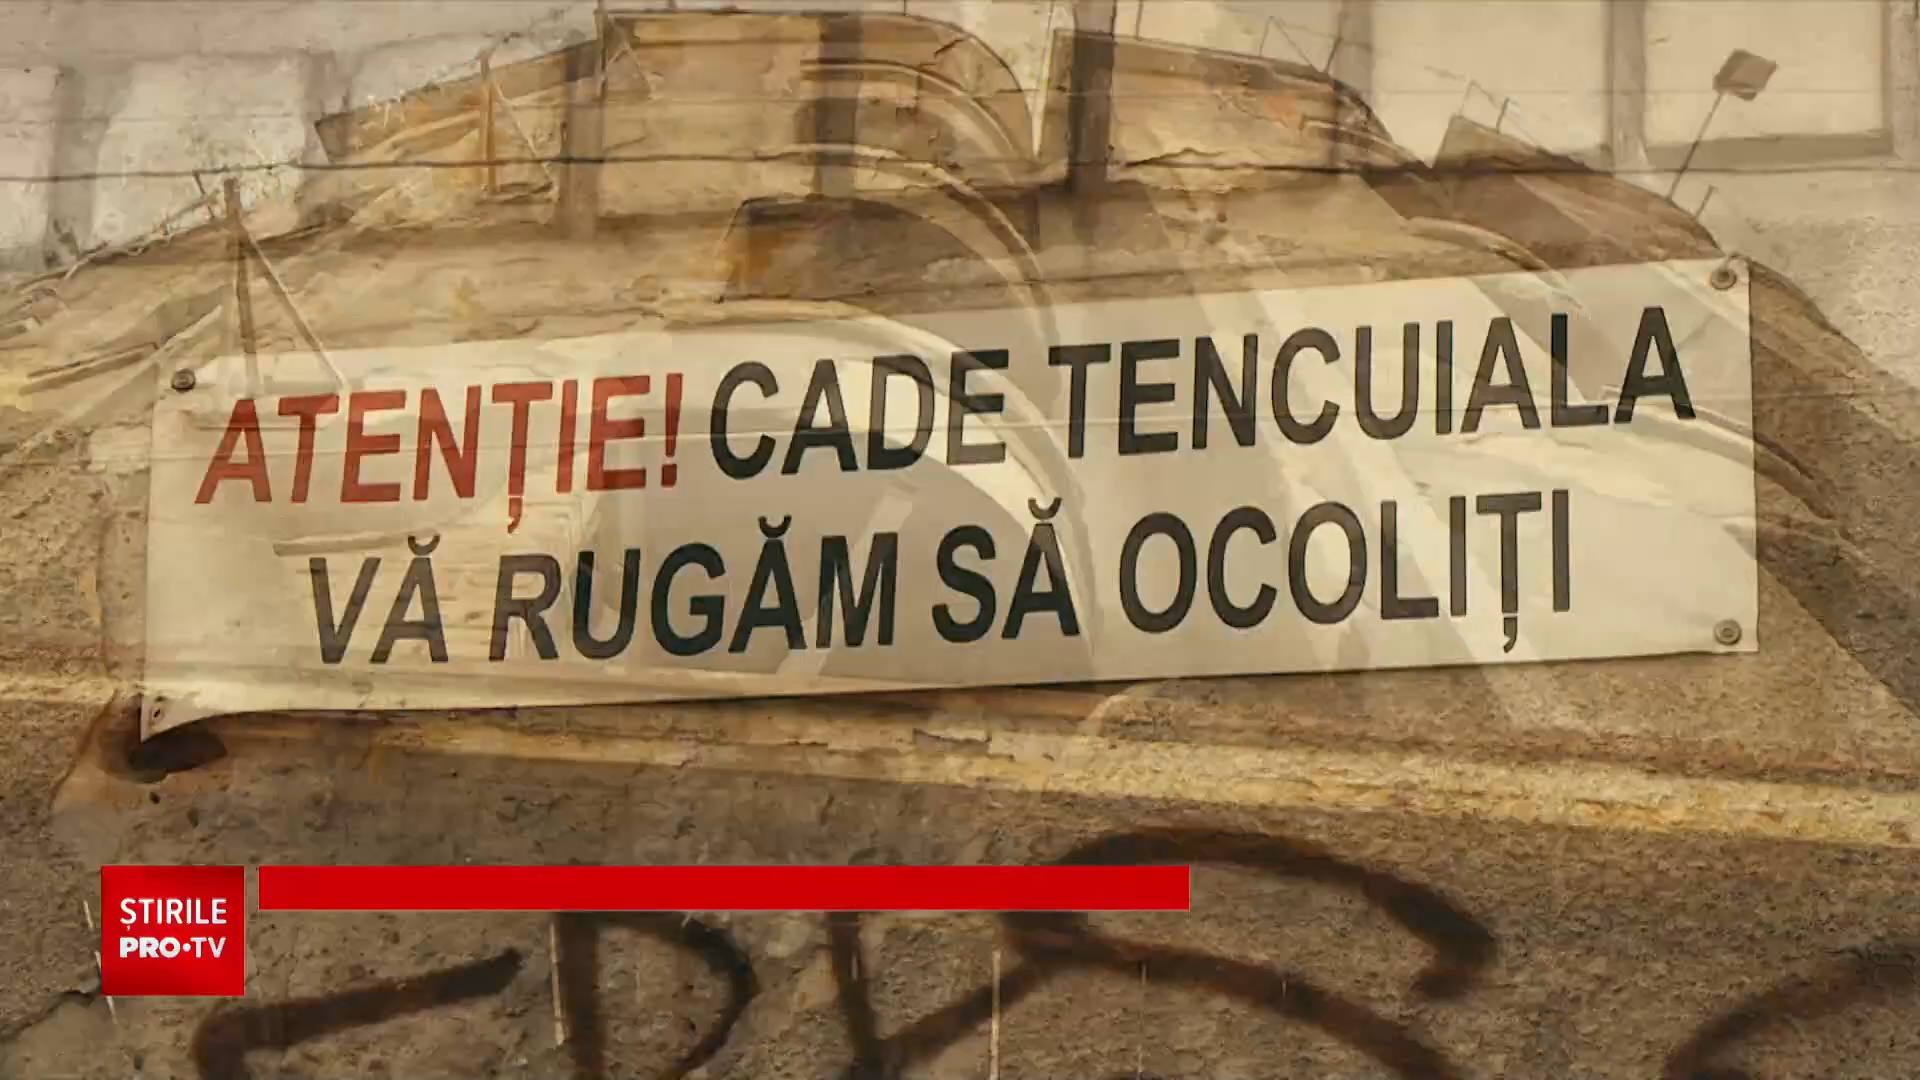 ATENȚIE! CADE TENCUIALA
VĂ RUGĂM SĂ OCOLIȚI
ȘTIRILE
PRO•TV